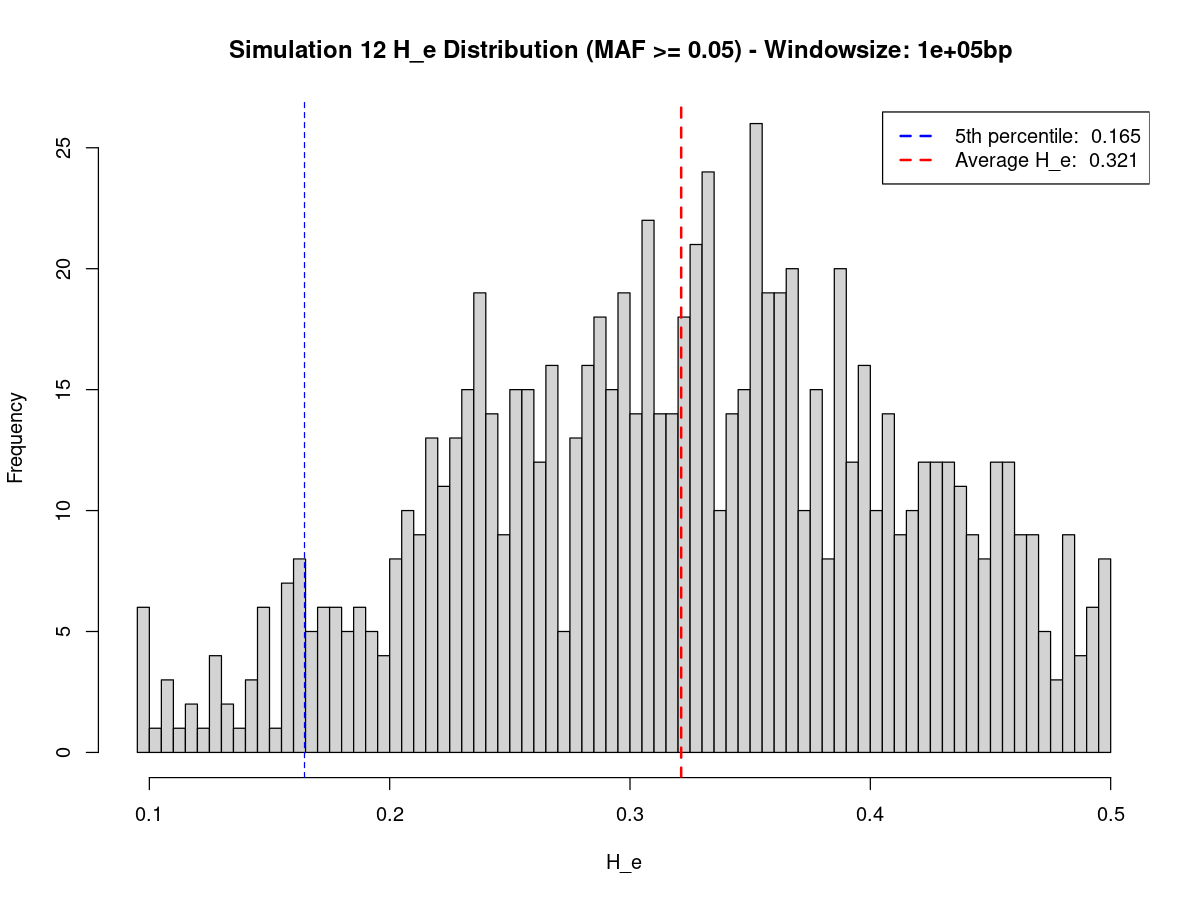 Simulation 12 H_e Distribution (MAF >= 0.05) - Windowsize: 1e+05bp
5th percentile:  0.165
Average H_e:  0.321
Frequency
25
20
15
10
5
0
0.1 0.2 0.3 0.4 0.5
H_e